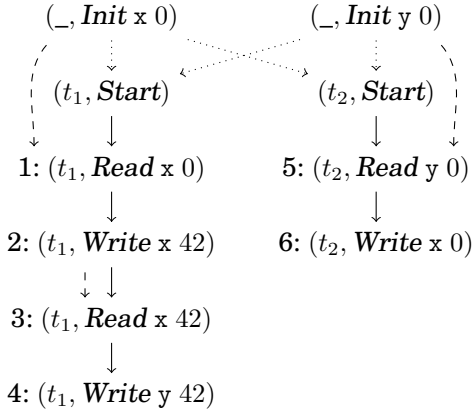 (_, Init x 0) (_, Init y 0)
(t₁, Start) (t₂, Start)
1: (t₁, Read x 0) 5: (t₂, Read y 0)
2: (t₁, Write x 42) 6: (t₂, Write x 0)
3: (t₁, Read x 42)
4: (t₁, Write y 42)